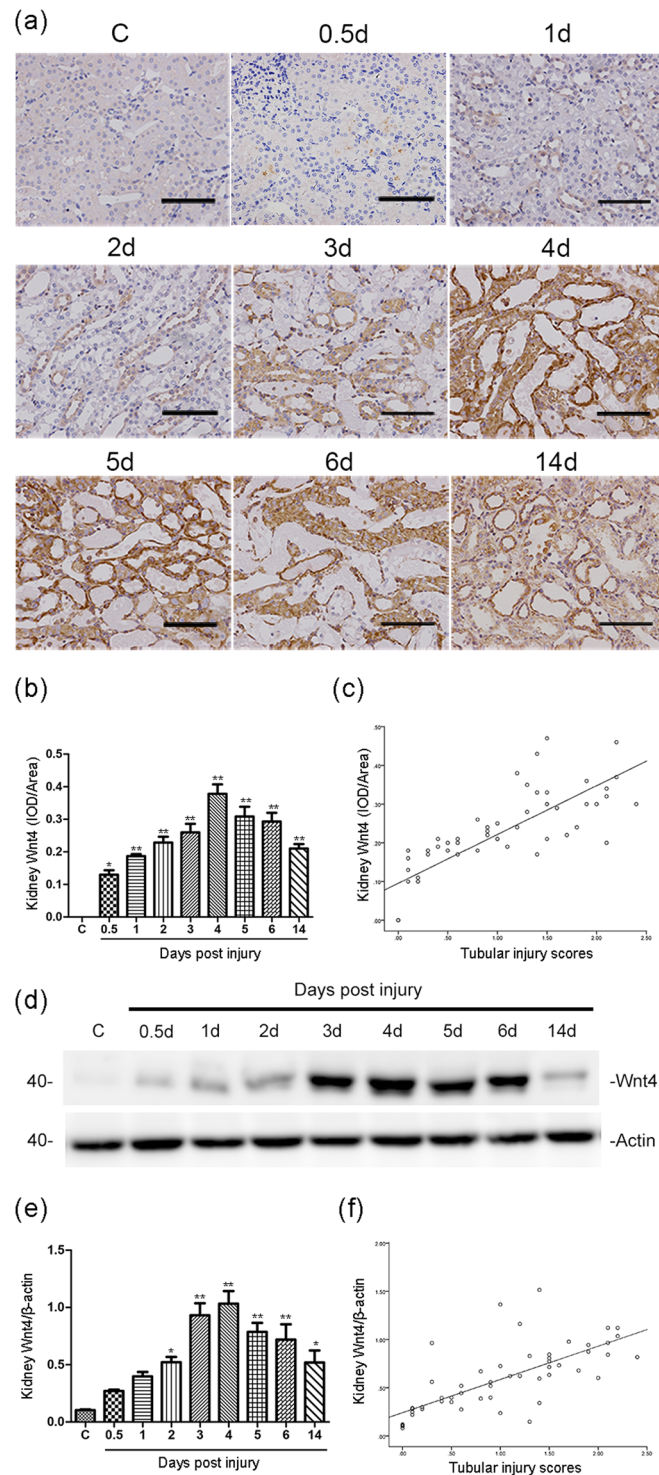 (a)
C 0.5d 1d
2d 3d 4d
5d 6d 14d
(b) (c)
Kidney Wnt4 (IOD/Area)
0.5
0.4
0.3
0.2
0.1
0.0
* ** ** ** ** ** ** **
C 0.5 1 2 3 4 5 6 14
Days post injury
Kidney Wnt4 (IOD/Area)
.50
.40
.30
.20
.10
.00
.00 .50 1.00 1.50 2.00 2.50
Tubular injury scores
(d)
Days post injury
C 0.5d 1d 2d 3d 4d 5d 6d 14d
40- -Wnt4
40- -Actin
(e) (f)
Kidney Wnt4/β-actin
1.5
1.0
0.5
0.0
* ** ** ** ** *
C 0.5 1 2 3 4 5 6 14
Days post injury
Kidney Wnt4/β-actin
2.00
1.50
1.00
.50
.00
.00 .50 1.00 1.50 2.00 2.50
Tubular injury scores